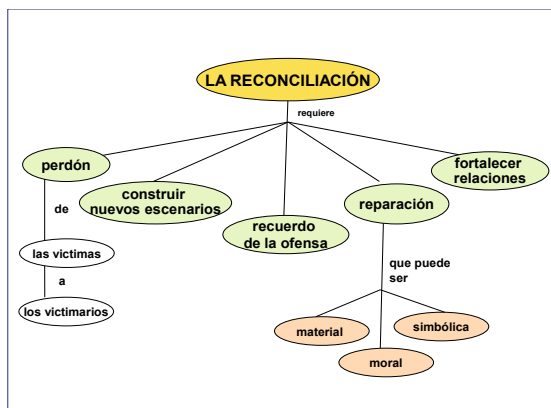 LA RECONCILIACIÓN
requiere
perdón
construir
nuevos escenarios
recuerdo
de la ofensa
reparación
fortalecer
relaciones
de
las victimas
a
los victimarios
que puede
ser
material
moral
simbólica